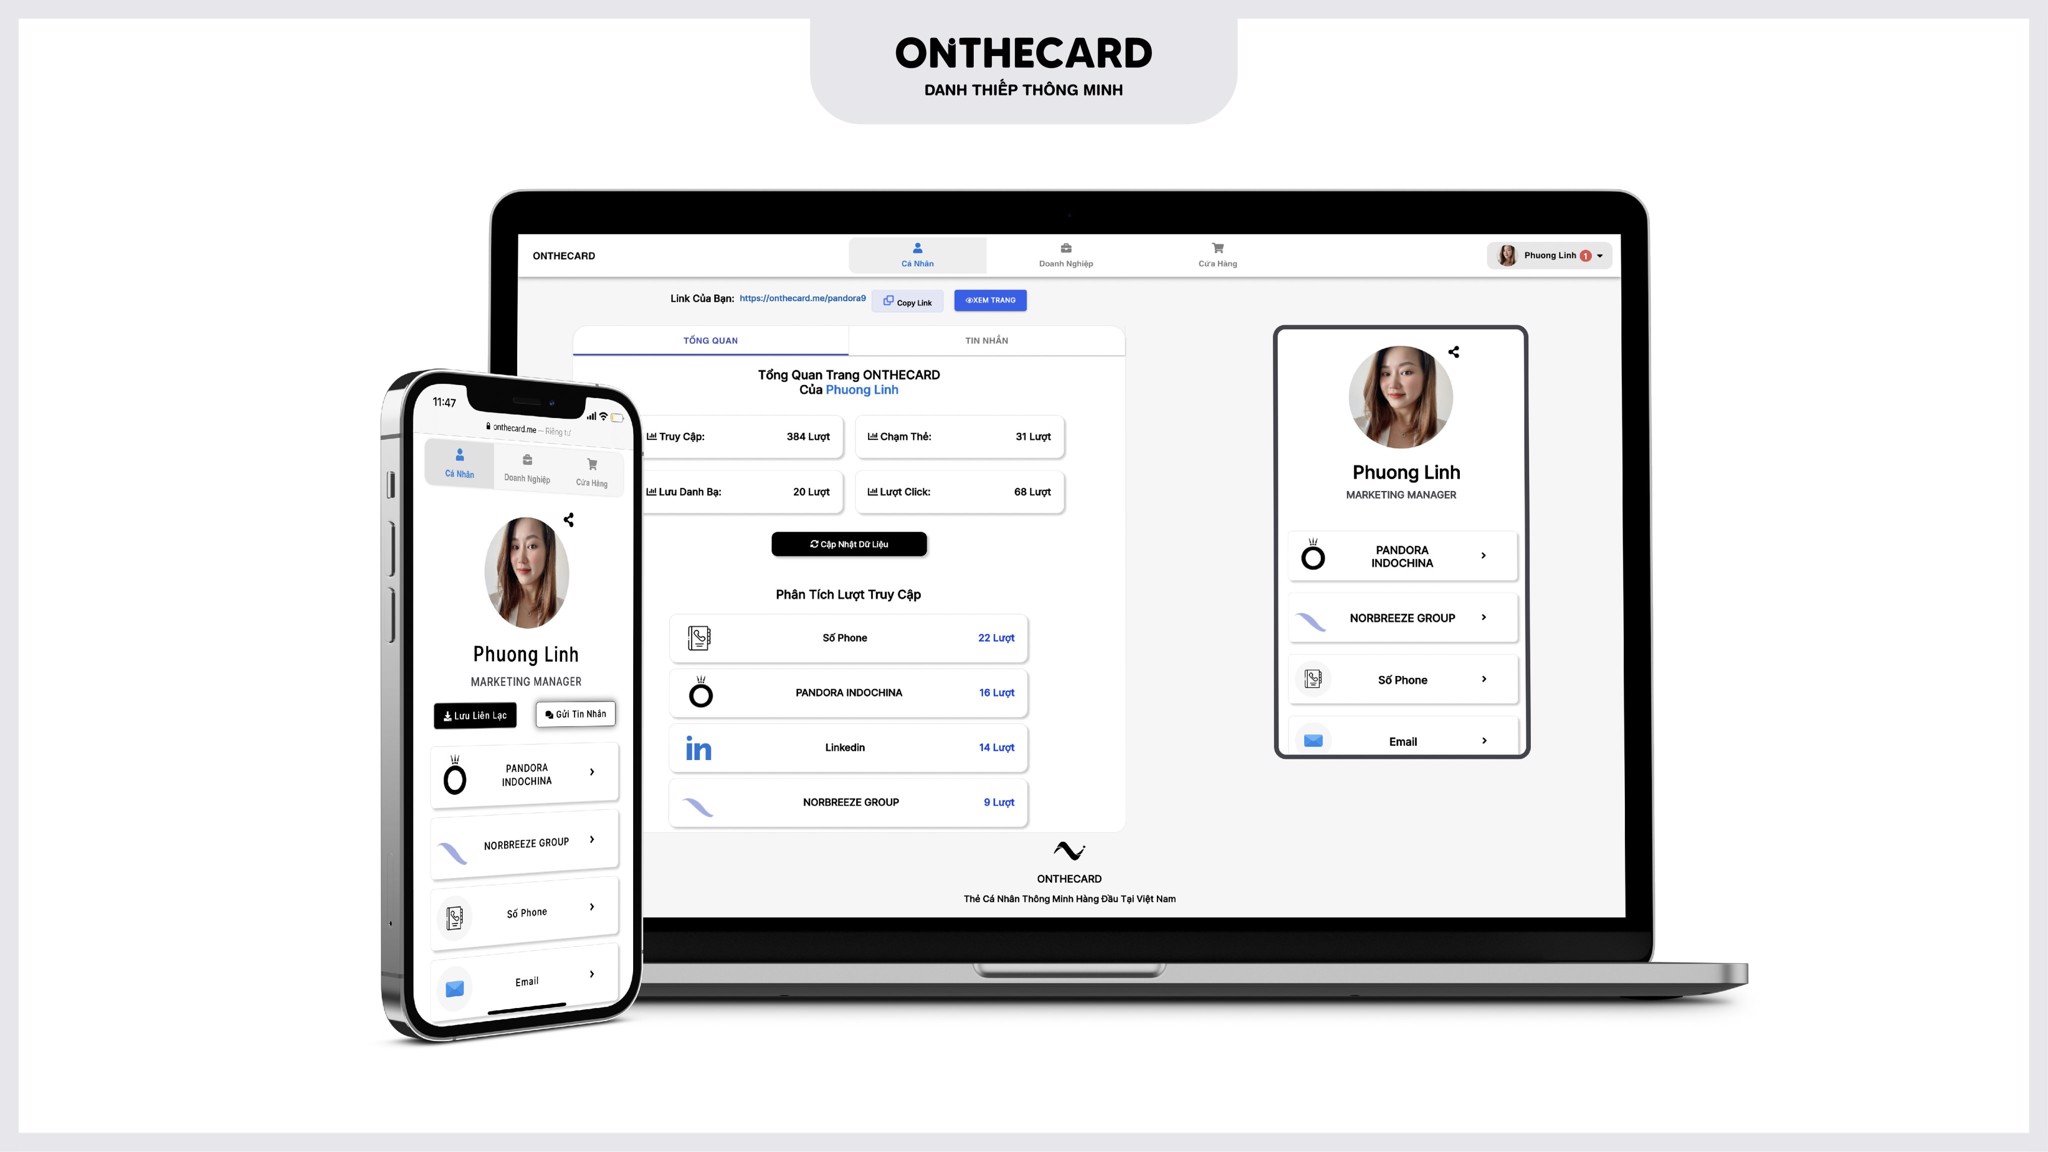 ONTHECARD
DANH THIẾP THÔNG MINH
ONTHECARD
Cá Nhân
Doanh Nghiệp
Cửa Hàng
Phuong Linh 1
Link Của Bạn: https://onthecard.me/pandora9 Copy Link XEM TRANG
TỔNG QUAN
TIN NHẮN
Tổng Quan Trang ONTHECARD
Của Phuong Linh
Truy Cập: 384 Lượt
Chạm Thẻ: 31 Lượt
Lưu Danh Bạ: 20 Lượt
Lượt Click: 68 Lượt
Cập Nhật Dữ Liệu
Phân Tích Lượt Truy Cập
Số Phone 22 Lượt
PANDORA INDOCHINA 16 Lượt
in Linkedin 14 Lượt
NORBREEZE GROUP 9 Lượt
ONTHECARD
Thẻ Cá Nhân Thông Minh Hàng Đầu Tại Việt Nam
Phuong Linh
MARKETING MANAGER
PANDORA
INDOCHINA
NORBREEZE GROUP
Số Phone
Email
11:47
onthecard.me — Riêng tư
Cá Nhân
Doanh Nghiệp
Cửa Hàng
Phuong Linh
MARKETING MANAGER
Lưu Liên Lạc
Gửi Tin Nhắn
PANDORA
INDOCHINA
NORBREEZE GROUP
Số Phone
Email